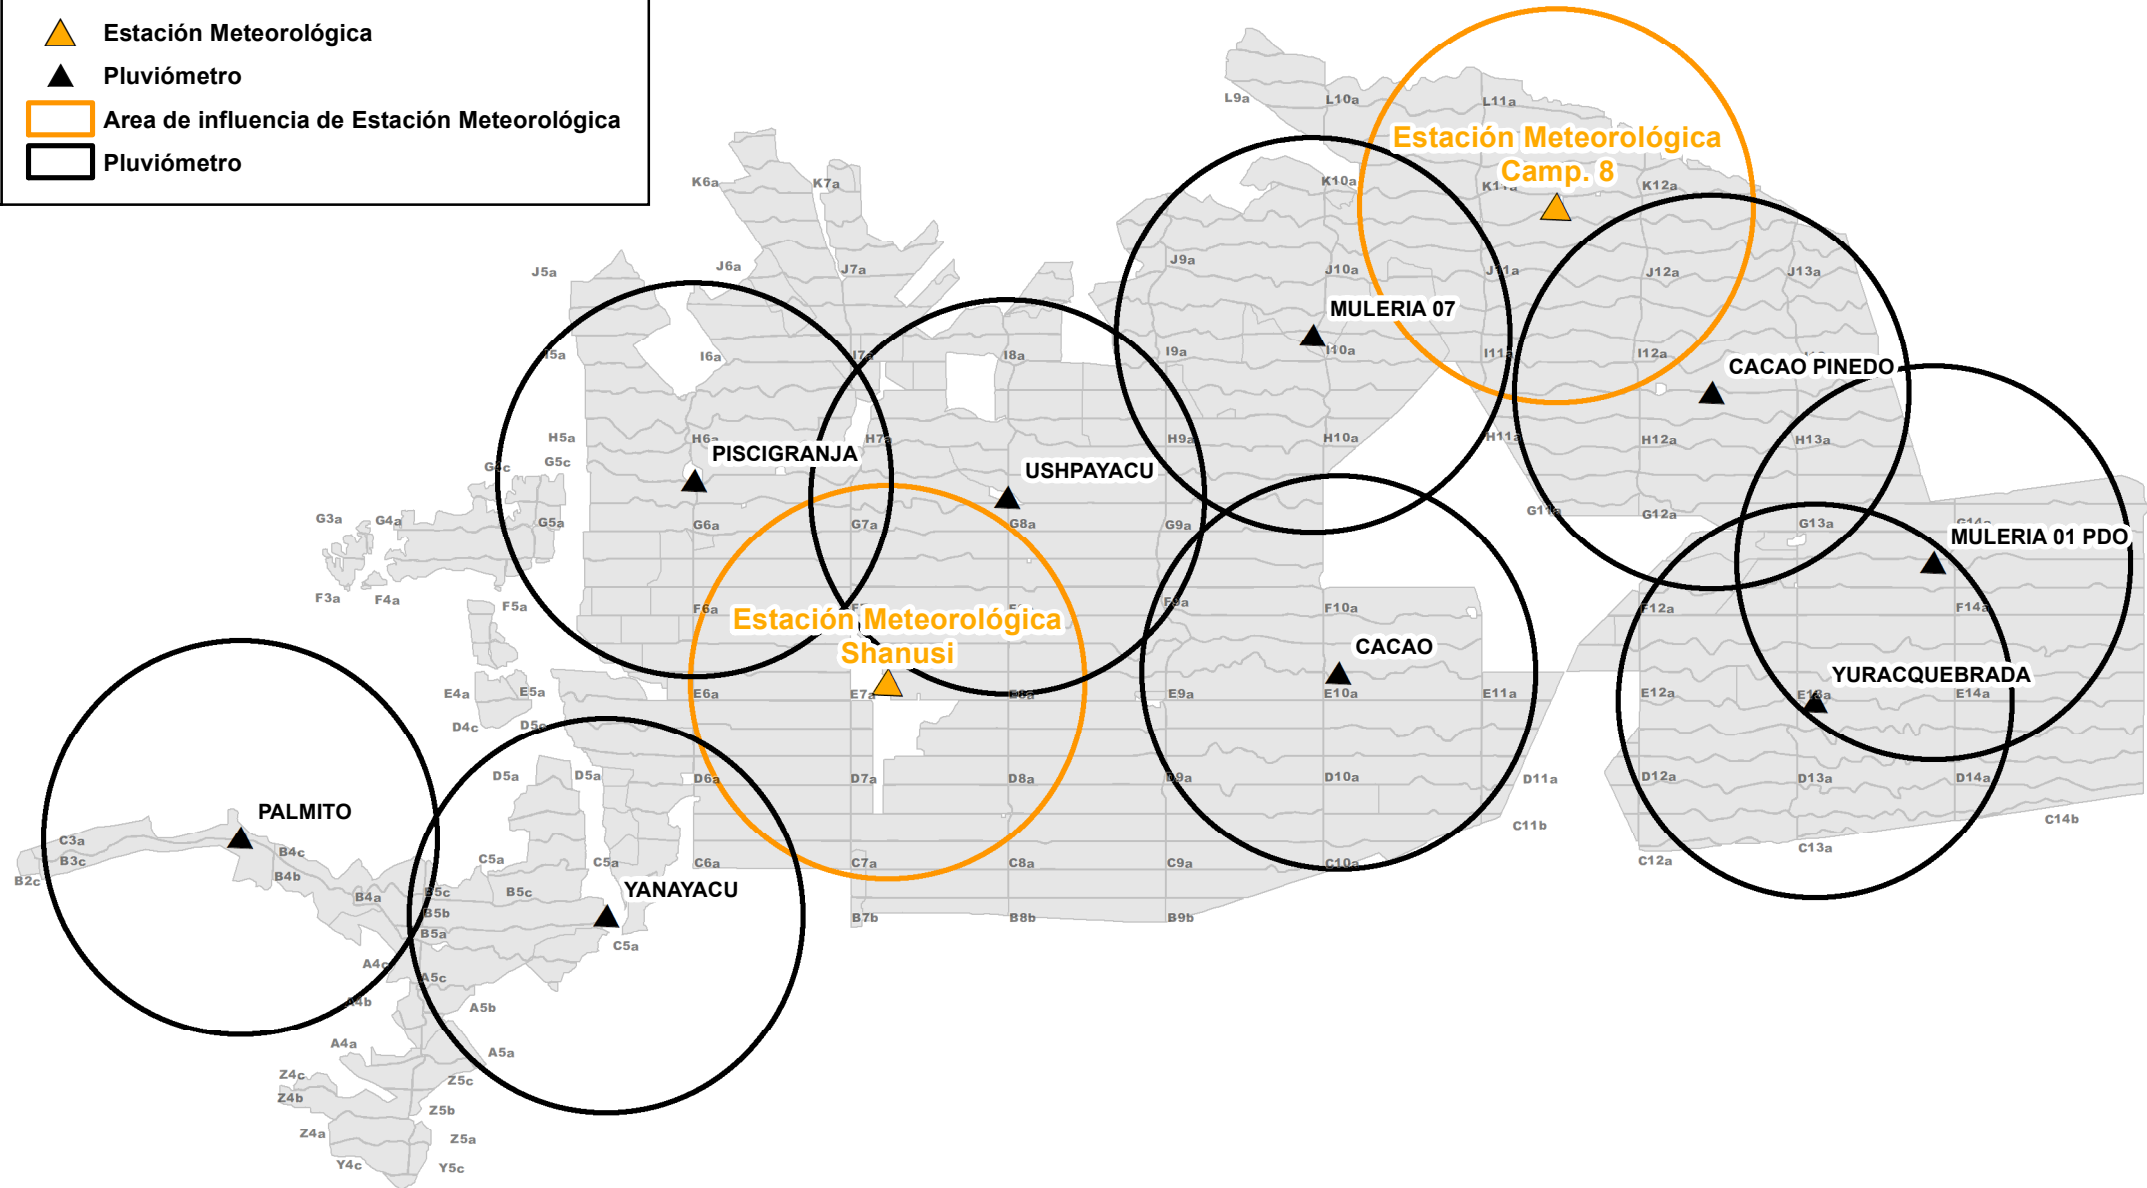 Estación Meteorológica
Pluviómetro
Area de influencia de Estación Meteorológica
Pluviómetro
L9a L10a L11a
Estación Meteorológica
Camp. 8
K6a K7a K10a K11a K12a
J5a J6a J7a J9a J10a J11a J12a J13a
MULERIA 07
I5a I6a I7a I8a I9a I10a I11a I12a
CACAO PINEDO
H5a H6a H7a H9a H10a H11a H12a H13a
PISCIGRANJA
USHPAYACU
G5c
G3a G4a G5a G6a G7a G8a G9a G11a G12a G13a G14a
MULERIA 01 PDO
F3a F4a F5a F6a F9a F10a F12a F14a
Estación Meteorológica
Shanusi
CACAO
YURACQUEBRADA
E4a E5a E6a E7a E8a E9a E10a E11a E12a E13a E14a
D4c D5c
D5a D5a D6a D7a D8a D9a D10a D11a D12a D13a D14a
PALMITO
C11b C14b
C3a B4c C5a C5a C6a C7a C8a C9a C10a C12a C13a
B3c
B2c B4b B4a B5c B5c
YANAYACU
B5b B7b B8b B9b
B5a C5a
A4c A5c
A4b A5b
A4a A5a
Z4c Z5c
Z4b Z5b
Z4a Z5a
Y4c Y5c